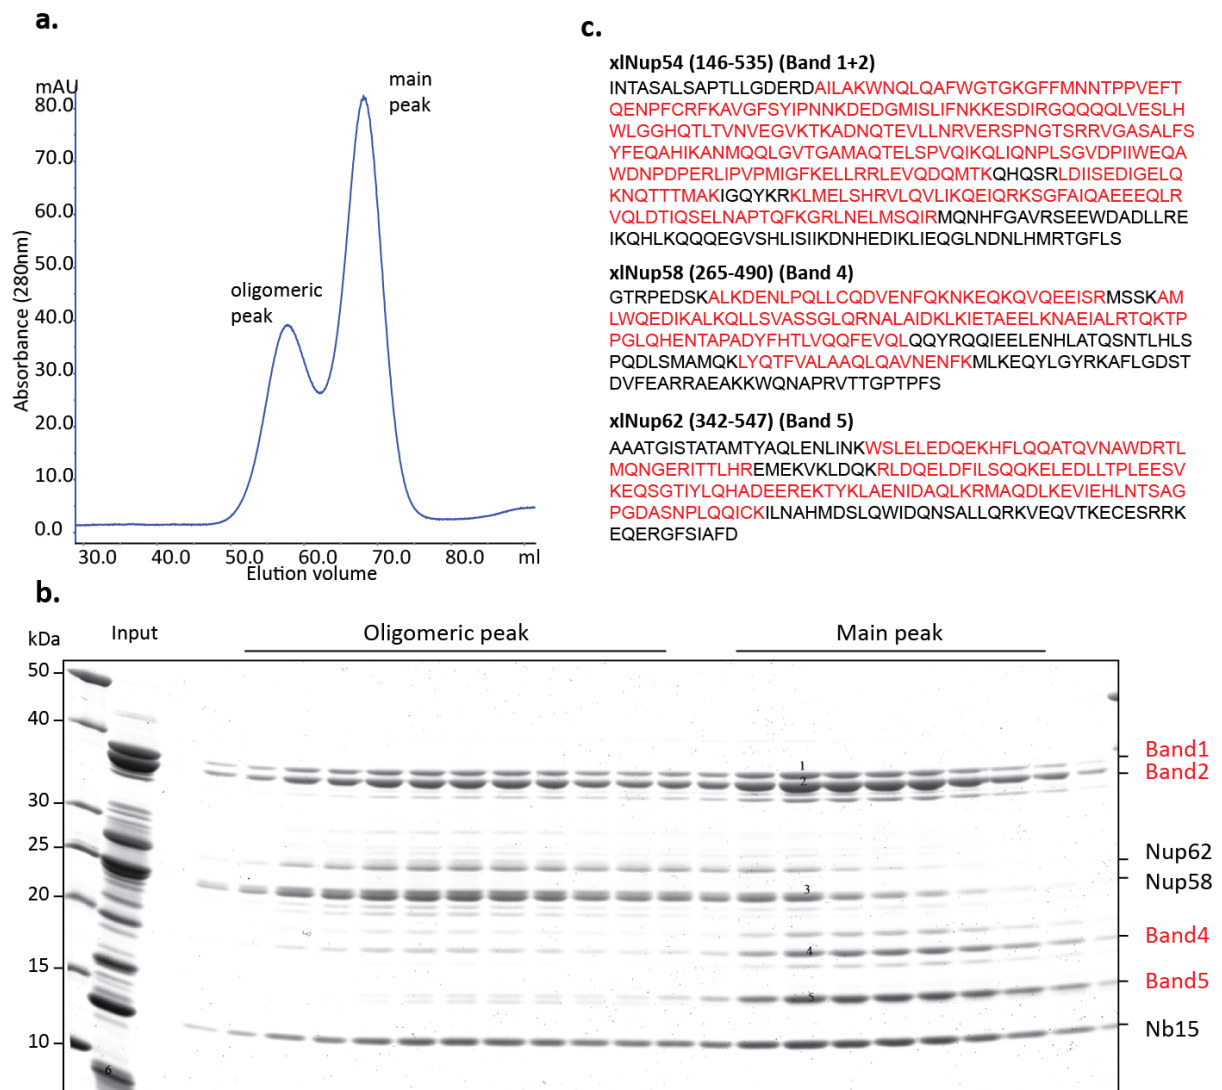 a.
mAU
80.0
70.0
60.0
50.0
40.0
30.0
20.0
10.0
0.0
Absorbance (280nm)
main
peak
oligomeric
peak
30.0 40.0 50.0 60.0 70.0 80.0 ml
Elution volume
c.
xlNup54 (146-535) (Band 1+2)
INTASALSAPTLLGDERDAILAKWNQLQAFWGTGKGFFMNNTPPVEFT
QENPFCRFKAVGFSYIPNNKDEDGMISLIFNKKESDIRGQQQQLVESLH
WLGGHQTLTVNVEGVKTKADNQTEVLLNRVERSPNGTSRRVGASALFS
YFEQAHIKANMQQLGVTGAMAQTELSPVQIKQLIQNPLSGVDPIIWEQA
WDNPDPERLIPVPMIGFKELLRRLEVQDQMTKQHQSRLDIISEDIGELQ
KNQTTTMAKIGQYKRKLMELSHRVLQVLIKQEIQRKSGFAIQAEEEQLR
VQLDTIQSELNAPTQFKGRLNELMSQIRMQNHFGAVRSEEWDADLLRE
IKQHLKQQQEGVSHLISIIKDNHEDIKLIEQGLNDNLHMRTGFLS
xlNup58 (265-490) (Band 4)
GTRPEDSKALKDENLPQLLCQDVENFQKNKEQKQVQEEISRMSSKAM
LWQEDIKALKQLLSVASSGLQRNALAIDKLKIETAEELKNAEIALRTQKTP
PGLQHENTAPADYFHTLVQQFEVQLQQYRQQIEELENHLATQSNTLHLS
PQDLSMAMQKLYQTFVALAAQLQAVNENFKMLKEQYLGYRKAFLGDST
DVFEARRAEAKKWQNAPRVTTGPTPFS
xlNup62 (342-547) (Band 5)
AAATGISTATAMTYAQLENLINKWSLELEDQEKHFLQQATQVNAWDRTL
MQNGERITTLHREMEKVKLDQKRLDQELDFILSQQKELEDLLTPLEESV
KEQSGTIYLQHADEEREKTYKLAENIDAQLKRMAQDLKEVIEHLNTSAG
PGDASNPLQQICKILNAHMDSLQWIDQNSALLQRKVEQVTKECESRRK
EQERGFSIAFD
b.
kDa Input Oligomeric peak Main peak
50
40
30
25
20
15
10
1
2
3
4
5
6
Band1
Band2
Nup62
Nup58
Band4
Band5
Nb15